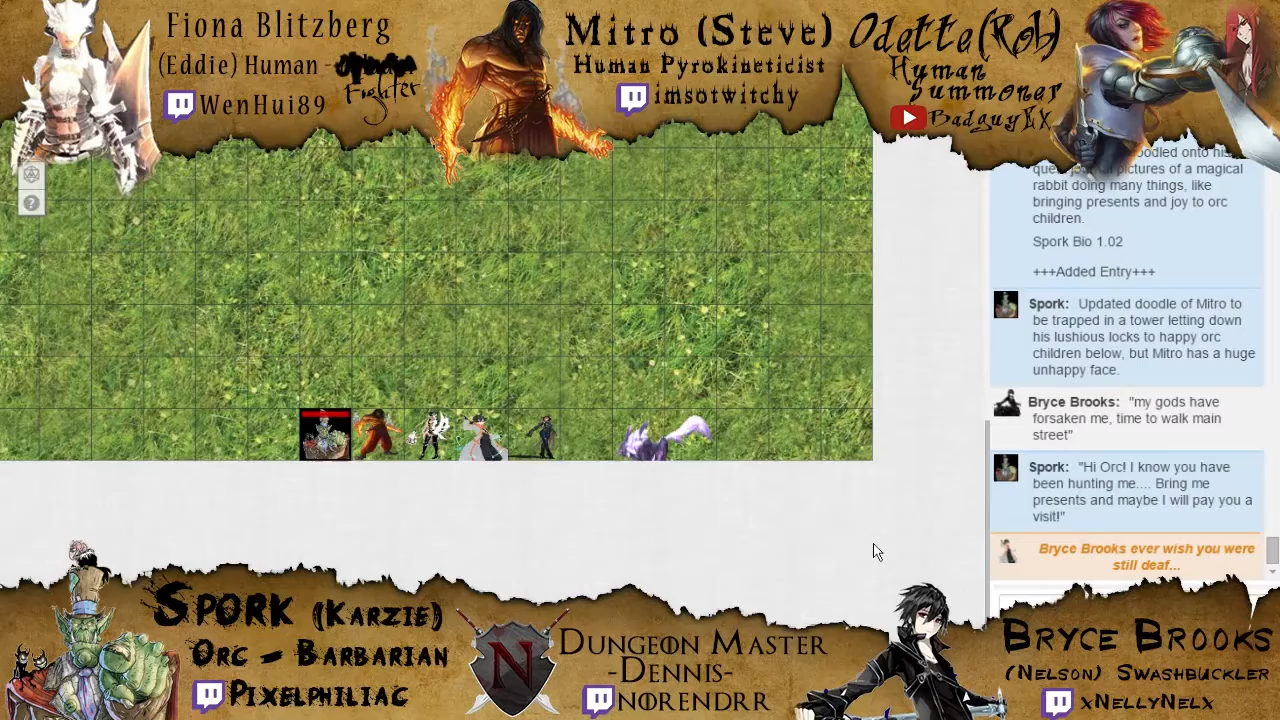 Fiona Blitzberg
(Eddie) Human -
Fighter
WenHui89
Mitro (Steve)
Human Pyrokineticist
imsotwitchy
Odette (Rob)
Human
Summoner
BadguyEX
?
onto his
quest journal pictures of a magical
rabbit doing many things, like
bringing presents and joy to orc
children.
Spork Bio 1.02
+++Added Entry+++
Spork: Updated doodle of Mitro to
be trapped in a tower letting down
his lushious locks to happy orc
children below, but Mitro has a huge
unhappy face.
Bryce Brooks: "my gods have
forsaken me, time to walk main
street"
Spork: "Hi Orc! I know you have
been hunting me.... Bring me
presents and maybe I will pay you a
visit!"
Bryce Brooks ever wish you were
still deaf...
Spork (Karzie)
Orc - Barbarian
Pixelphiliac
N
Dungeon Master
-Dennis-
norendrr
Bryce Brooks
(Nelson) Swashbuckler
xNellyNelx